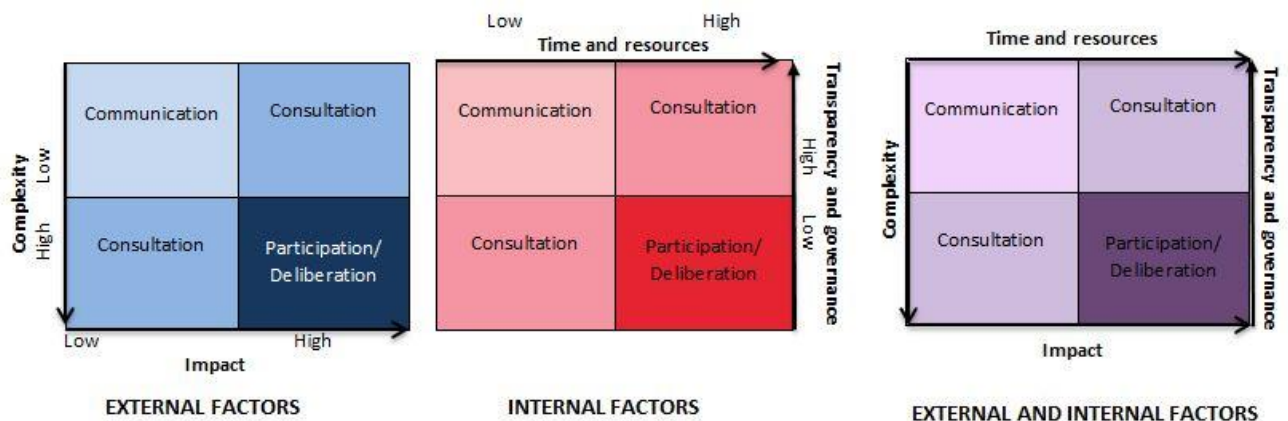 Low High
Time and resources
Communication Consultation
Consultation Participation/
Deliberation
Complexity
Low
High
Low High
Impact
EXTERNAL FACTORS
Communication Consultation
Consultation Participation/
Deliberation
Transparency and governance
High
Low
INTERNAL FACTORS
Time and resources
Communication Consultation
Consultation Participation/
Deliberation
Complexity
Transparency and governance
Impact
EXTERNAL AND INTERNAL FACTORS